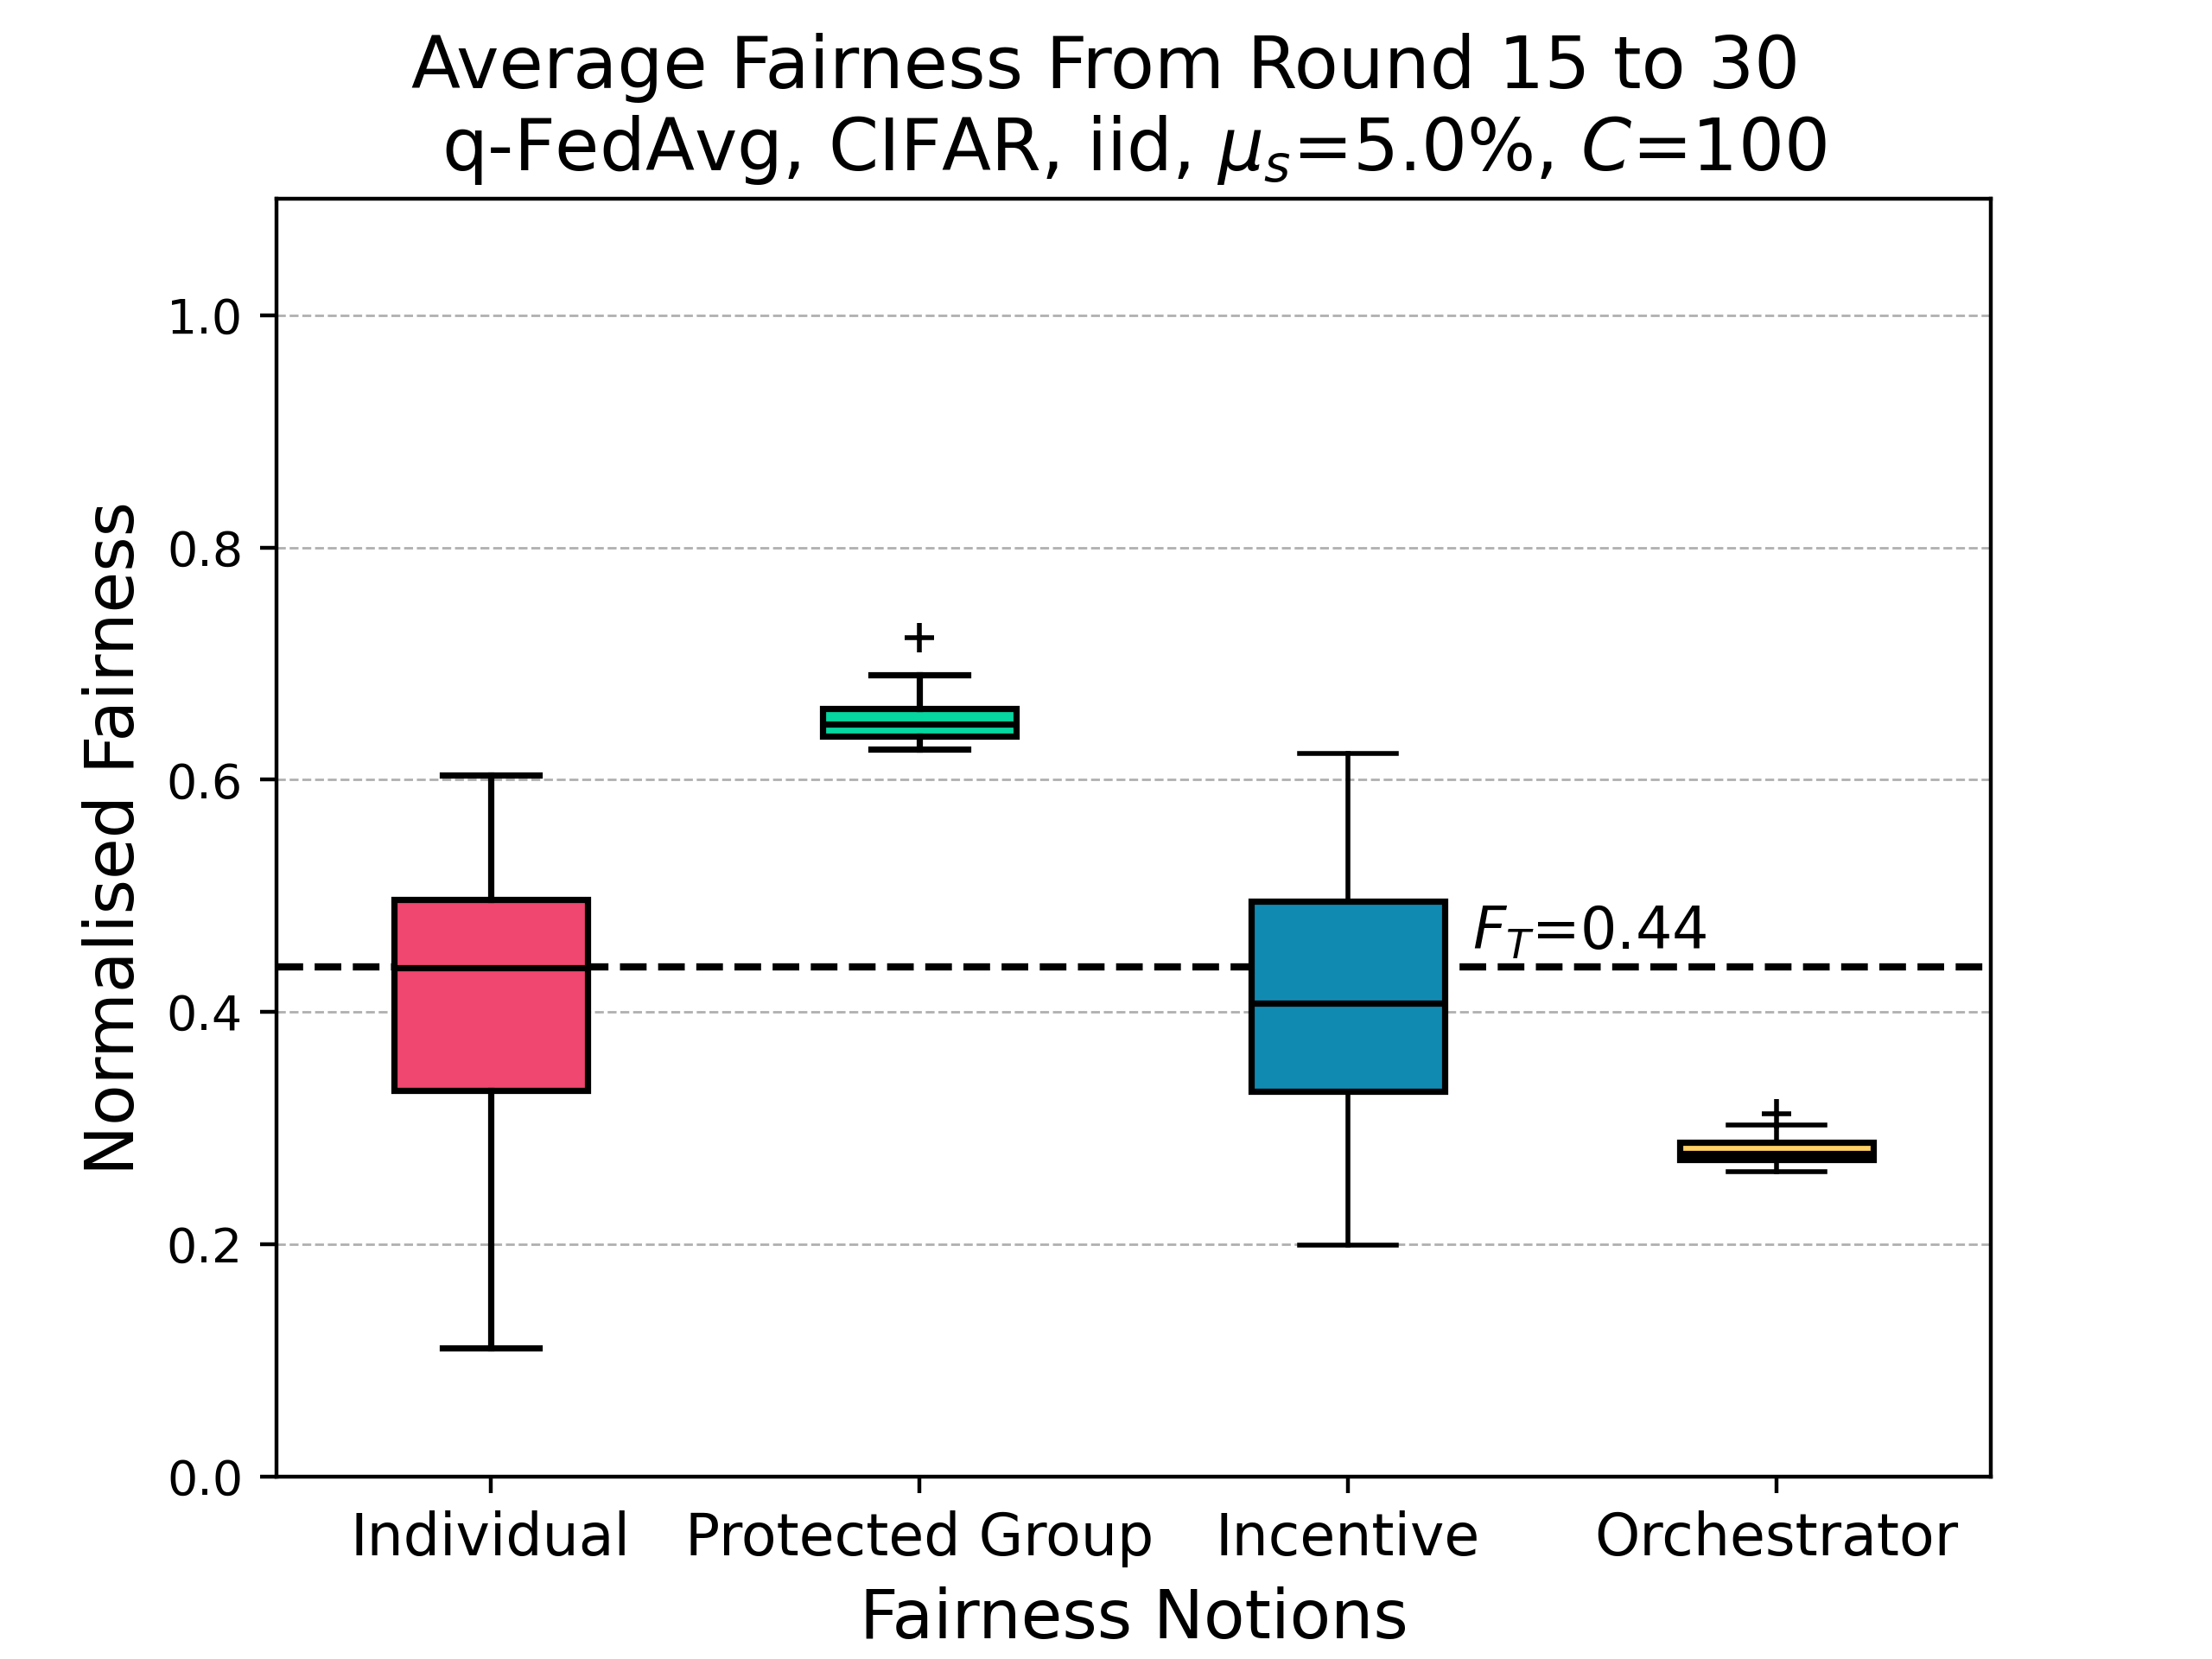 Average Fairness From Round 15 to 30
q-FedAvg, CIFAR, iid, μₛ=5.0%, C=100
Normalised Fairness
1.0
0.8
0.6
0.4
0.2
0.0
F_T=0.44
Individual Protected Group Incentive Orchestrator
Fairness Notions